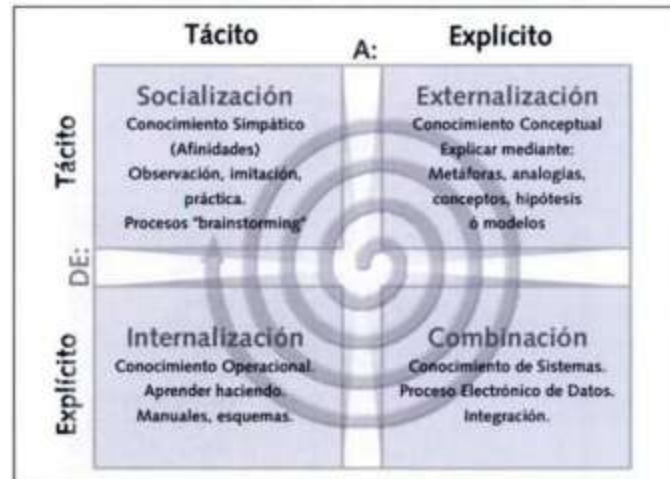 Tácito
A:
Explícito
Tácito
DE:
Explícito
Socialización
Conocimiento Simpático
(Afinidades)
Observación, imitación,
práctica.
Procesos "brainstorming"
Externalización
Conocimiento Conceptual
Explicar mediante:
Metáforas, analogías,
conceptos, hipótesis
ó modelos
Internalización
Conocimiento Operacional.
Aprender haciendo.
Manuales, esquemas.
Combinación
Conocimiento de Sistemas.
Proceso Electrónico de Datos.
Integración.